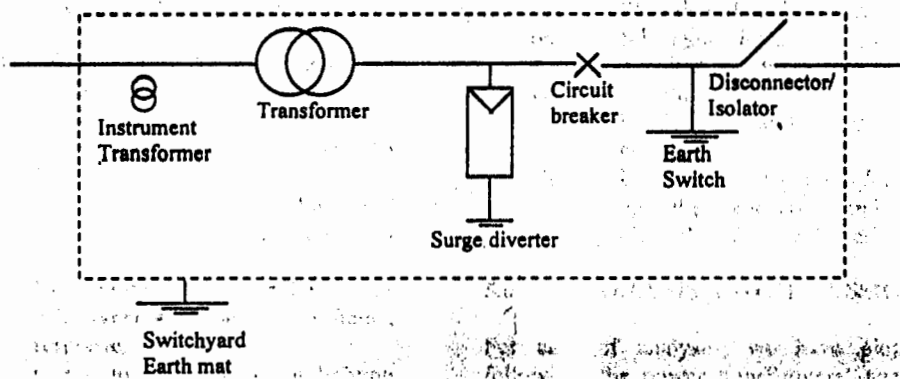 Instrument
Transformer
Transformer
Surge diverter
Circuit
breaker
Earth
Switch
Disconnector/
Isolator
Switchyard
Earth mat